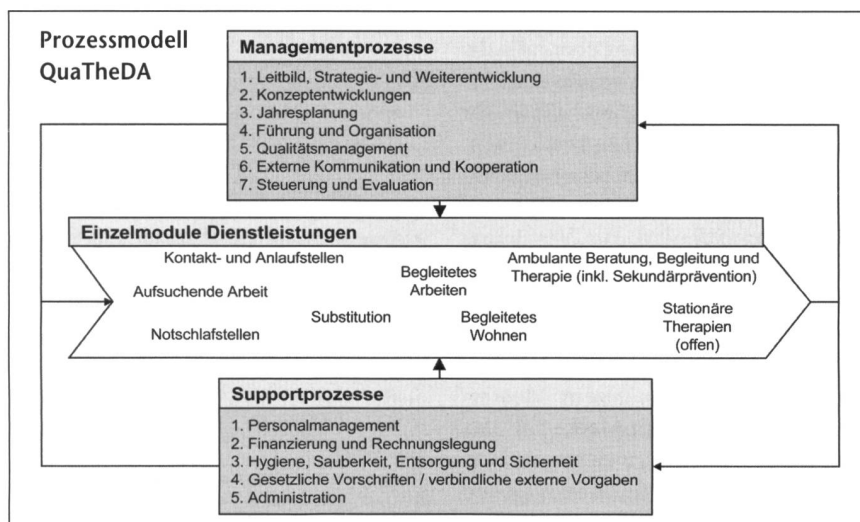 Prozessmodell
QuaTheDA
Managementprozesse
1. Leitbild, Strategie- und Weiterentwicklung
2. Konzeptentwicklungen
3. Jahresplanung
4. Führung und Organisation
5. Qualitätsmanagement
6. Externe Kommunikation und Kooperation
7. Steuerung und Evaluation
Einzelmodule Dienstleistungen
Kontakt- und Anlaufstellen
Aufsuchende Arbeit
Notschlafstellen
Substitution
Begleitetes
Arbeiten
Begleitetes
Wohnen
Ambulante Beratung, Begleitung und
Therapie (inkl. Sekundärprävention)
Stationäre
Therapien
(offen)
Supportprozesse
1. Personalmanagement
2. Finanzierung und Rechnungslegung
3. Hygiene, Sauberkeit, Entsorgung und Sicherheit
4. Gesetzliche Vorschriften / verbindliche externe Vorgaben
5. Administration